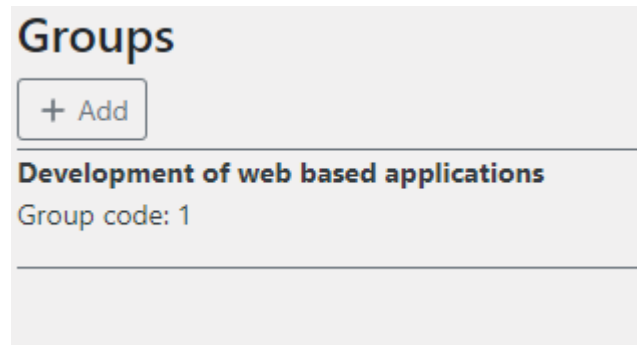 Groups
+ Add
Development of web based applications
Group code: 1